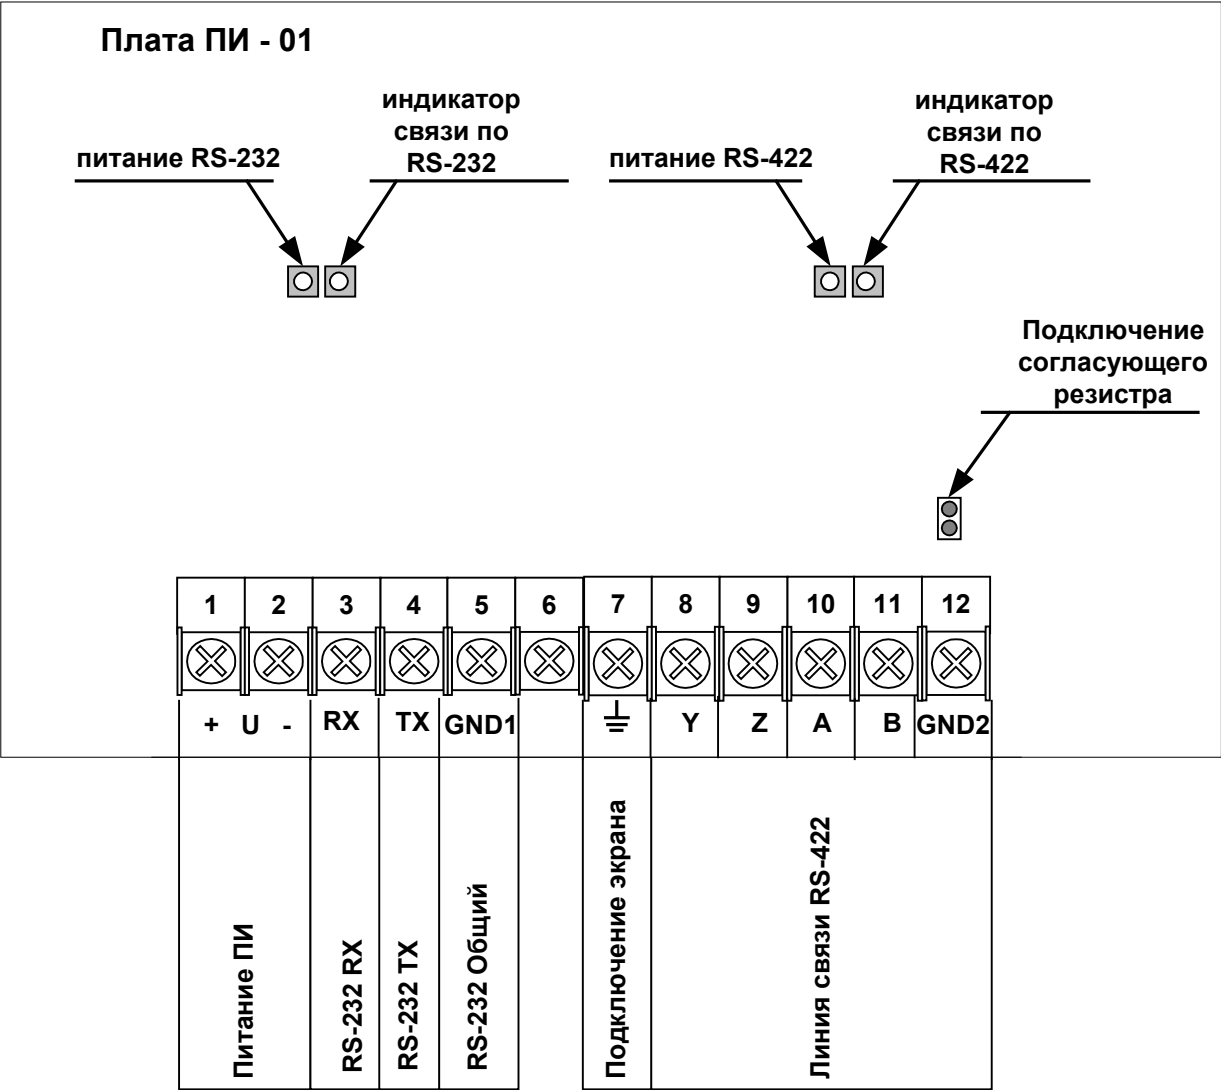 Плата ПИ - 01
питание RS-232
индикатор
связи по
RS-232
питание RS-422
индикатор
связи по
RS-422
Подключение
согласующего
резистра
1 2 3 4 5 6 7 8 9 10 11 12
+ U - RX TX GND1 Y Z A B GND2
Питание ПИ
RS-232 RX
RS-232 TX
RS-232 Общий
Подключение экрана
Линия связи RS-422